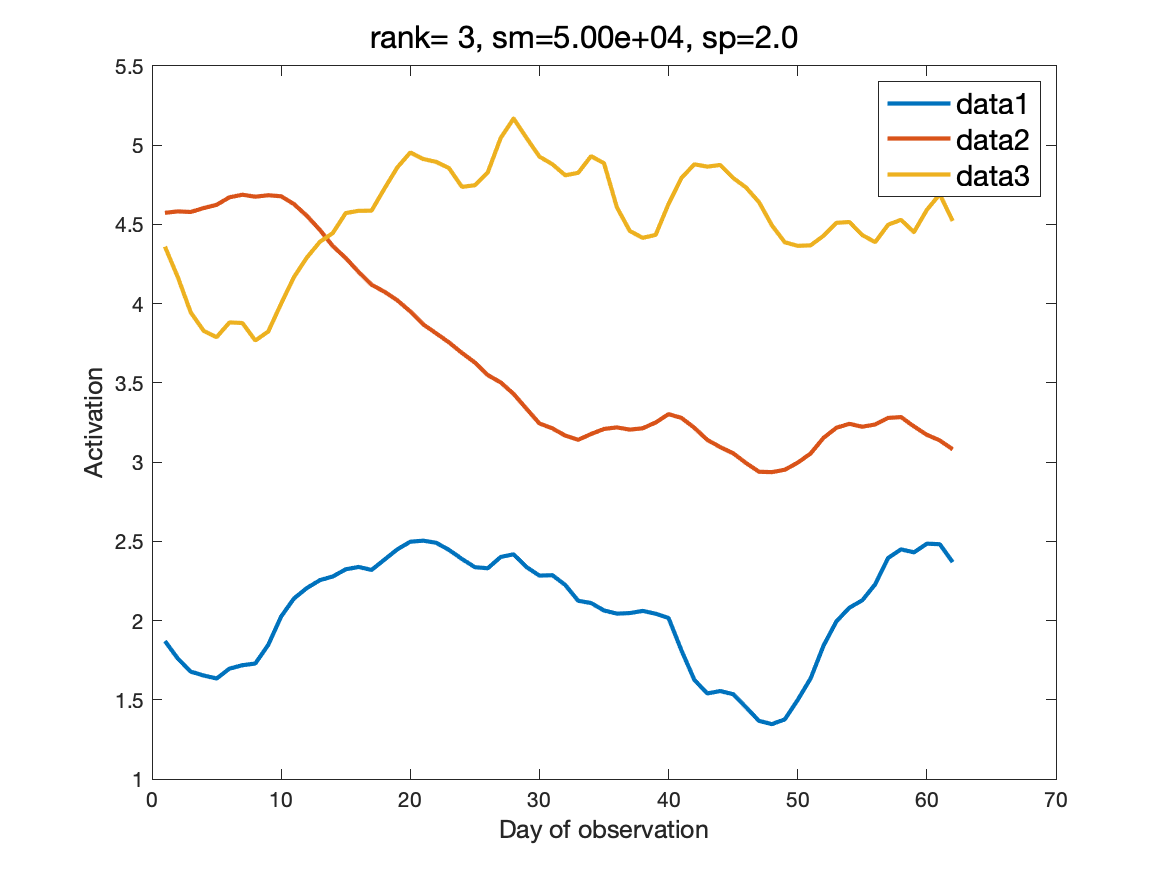 rank= 3, sm=5.00e+04, sp=2.0
5.5
5
4.5
4
3.5
3
2.5
2
1.5
1
Activation
data1
data2
data3
0 10 20 30 40 50 60 70
Day of observation